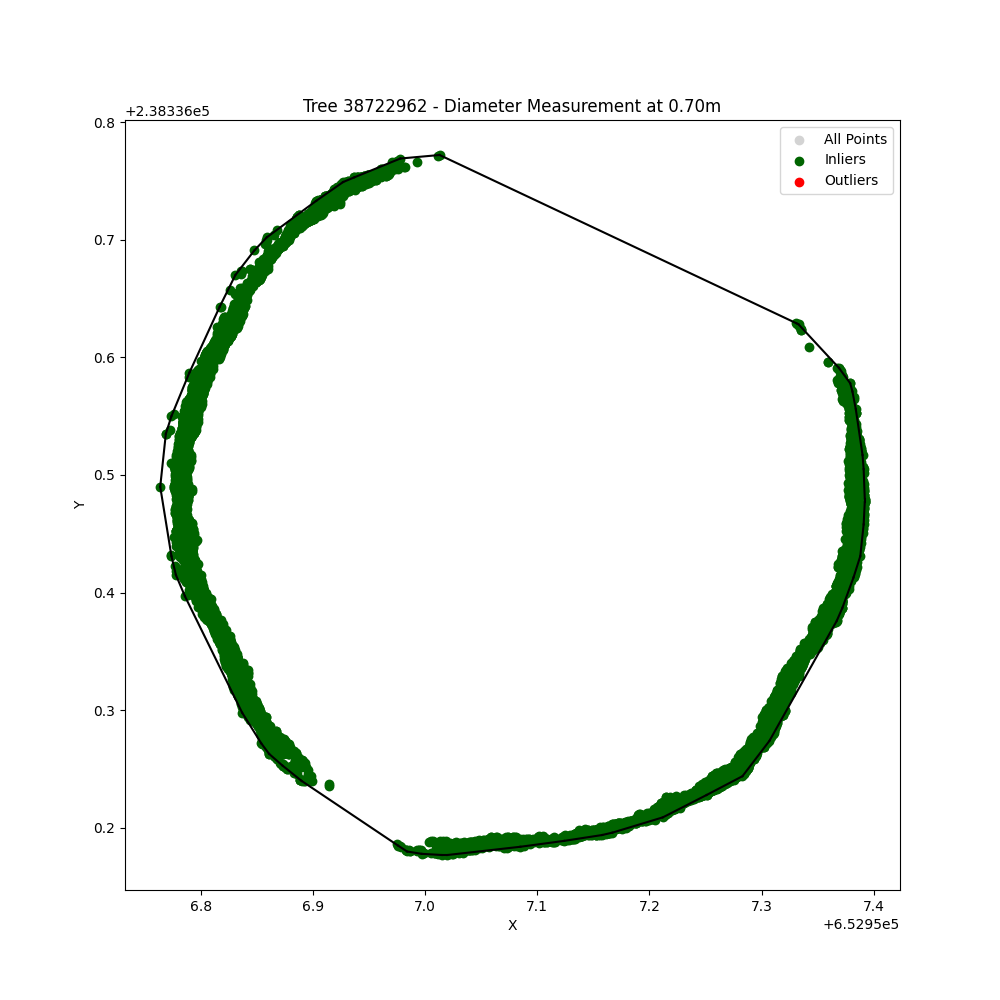 Tree 38722962 - Diameter Measurement at 0.70m
+2.38336e5
All Points
Inliers
Outliers
0.8
0.7
0.6
0.5
0.4
0.3
0.2
Y
6.8 6.9 7.0 7.1 7.2 7.3 7.4
X
+6.5295e5